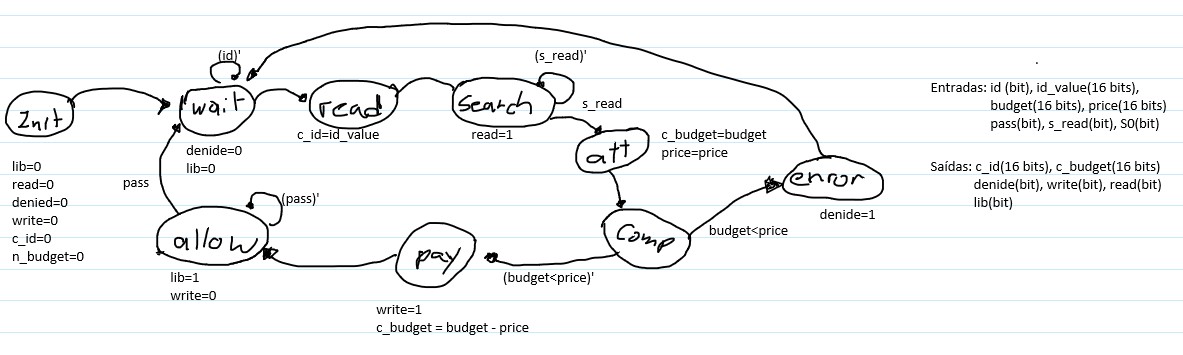 (id)'
(s_read)'
Init
wait
read
search
s_read
c_id=id_value
read=1
denide=0
lib=0
att
c_budget=budget
price=price
error
denide=1
Entradas: id (bit), id_value(16 bits),
budget(16 bits), price(16 bits)
pass(bit), s_read(bit), S0(bit)
Saídas: c_id(16 bits), c_budget(16 bits)
denide(bit), write(bit), read(bit)
lib(bit)
lib=0
read=0
denied=0
write=0
c_id=0
n_budget=0
pass
(pass)'
allow
lib=1
write=0
pay
write=1
c_budget = budget - price
(budget<price)'
Comp
budget<price